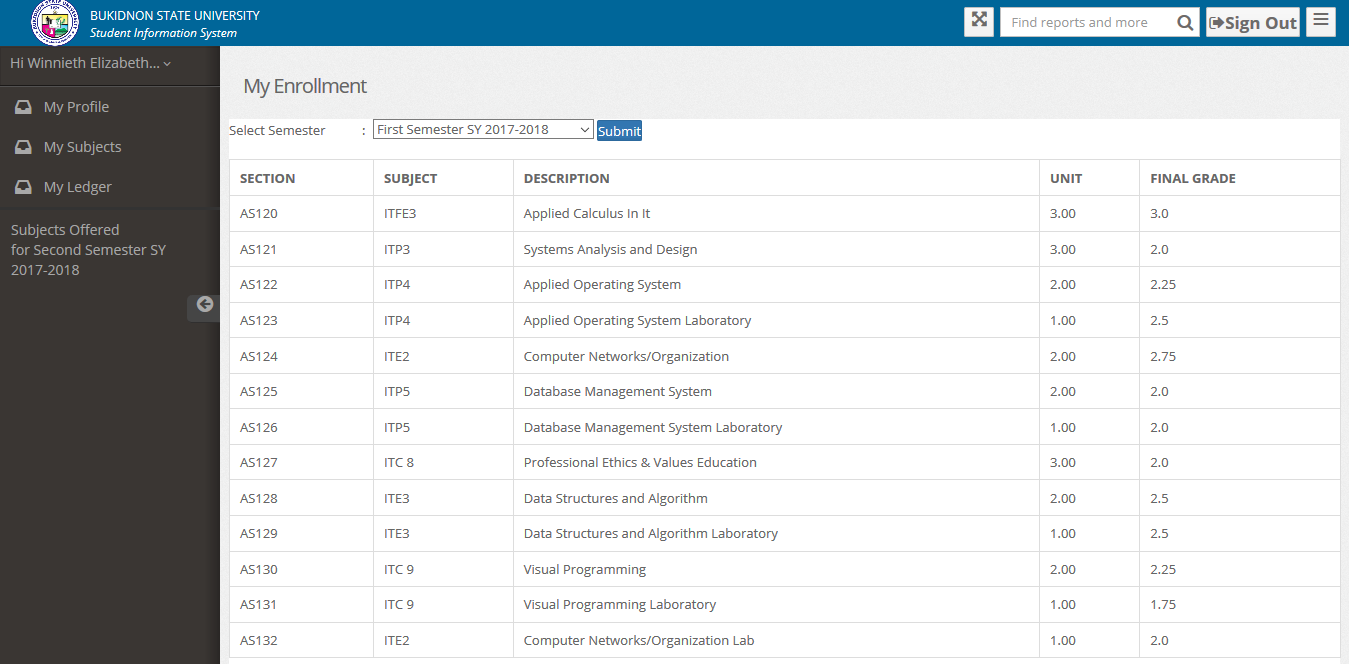 BUKIDNON STATE UNIVERSITY
Student Information System
Find reports and more
Sign Out
Hi Winnieth Elizabeth...
My Profile
My Subjects
My Ledger
Subjects Offered
for Second Semester SY
2017-2018
My Enrollment
Select Semester : First Semester SY 2017-2018 Submit
SECTION SUBJECT DESCRIPTION UNIT FINAL GRADE
AS120 ITFE3 Applied Calculus In It 3.00 3.0
AS121 ITP3 Systems Analysis and Design 3.00 2.0
AS122 ITP4 Applied Operating System 2.00 2.25
AS123 ITP4 Applied Operating System Laboratory 1.00 2.5
AS124 ITE2 Computer Networks/Organization 2.00 2.75
AS125 ITP5 Database Management System 2.00 2.0
AS126 ITP5 Database Management System Laboratory 1.00 2.0
AS127 ITC 8 Professional Ethics & Values Education 3.00 2.0
AS128 ITE3 Data Structures and Algorithm 2.00 2.5
AS129 ITE3 Data Structures and Algorithm Laboratory 1.00 2.5
AS130 ITC 9 Visual Programming 2.00 2.25
AS131 ITC 9 Visual Programming Laboratory 1.00 1.75
AS132 ITE2 Computer Networks/Organization Lab 1.00 2.0